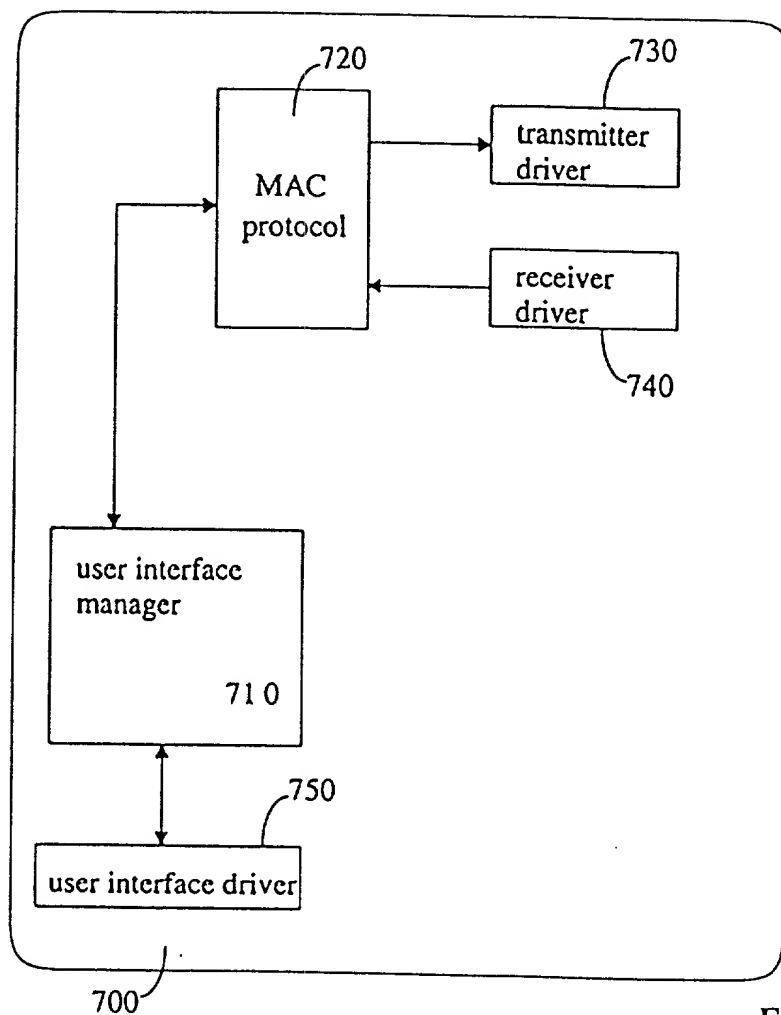 720
730
MAC
protocol
transmitter
driver
receiver
driver
740
user interface
manager
71 0
750
user interface driver
700